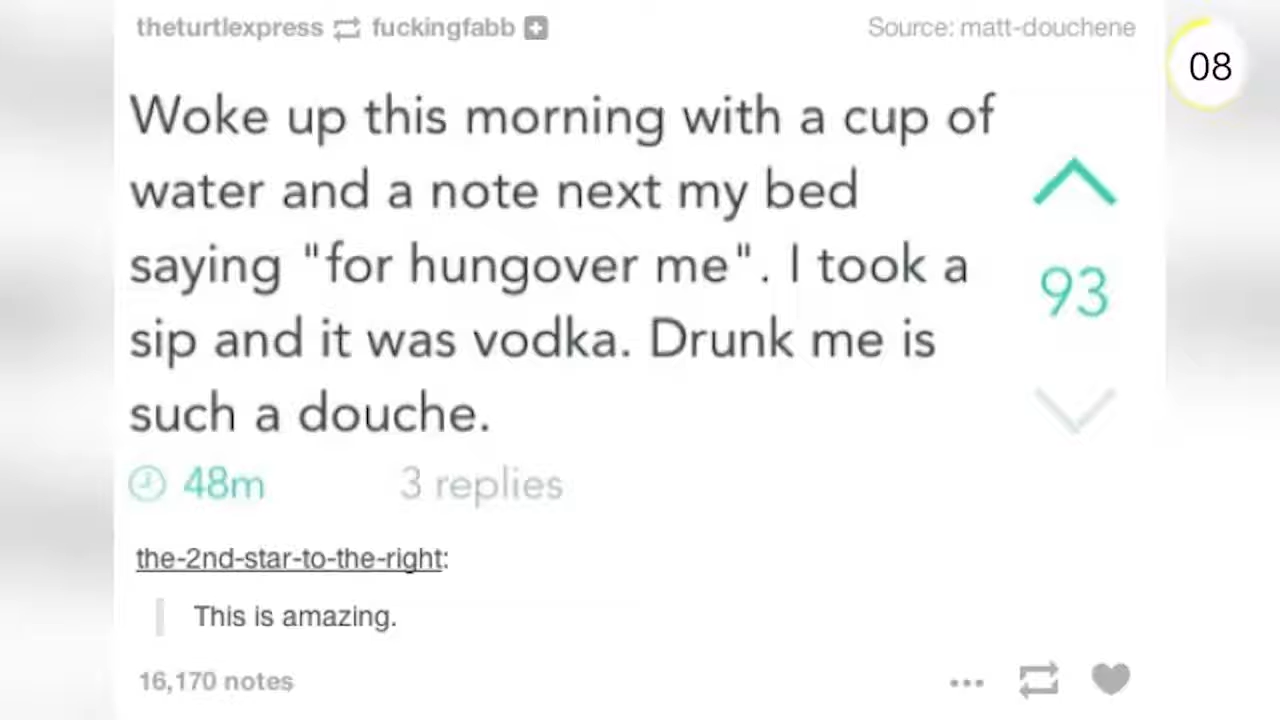 theturtlexpress fuckingfabb
Source: matt-douchene
08
Woke up this morning with a cup of
water and a note next my bed
saying "for hungover me". I took a
sip and it was vodka. Drunk me is
such a douche.
93
48m 3 replies
the-2nd-star-to-the-right:
This is amazing.
16,170 notes